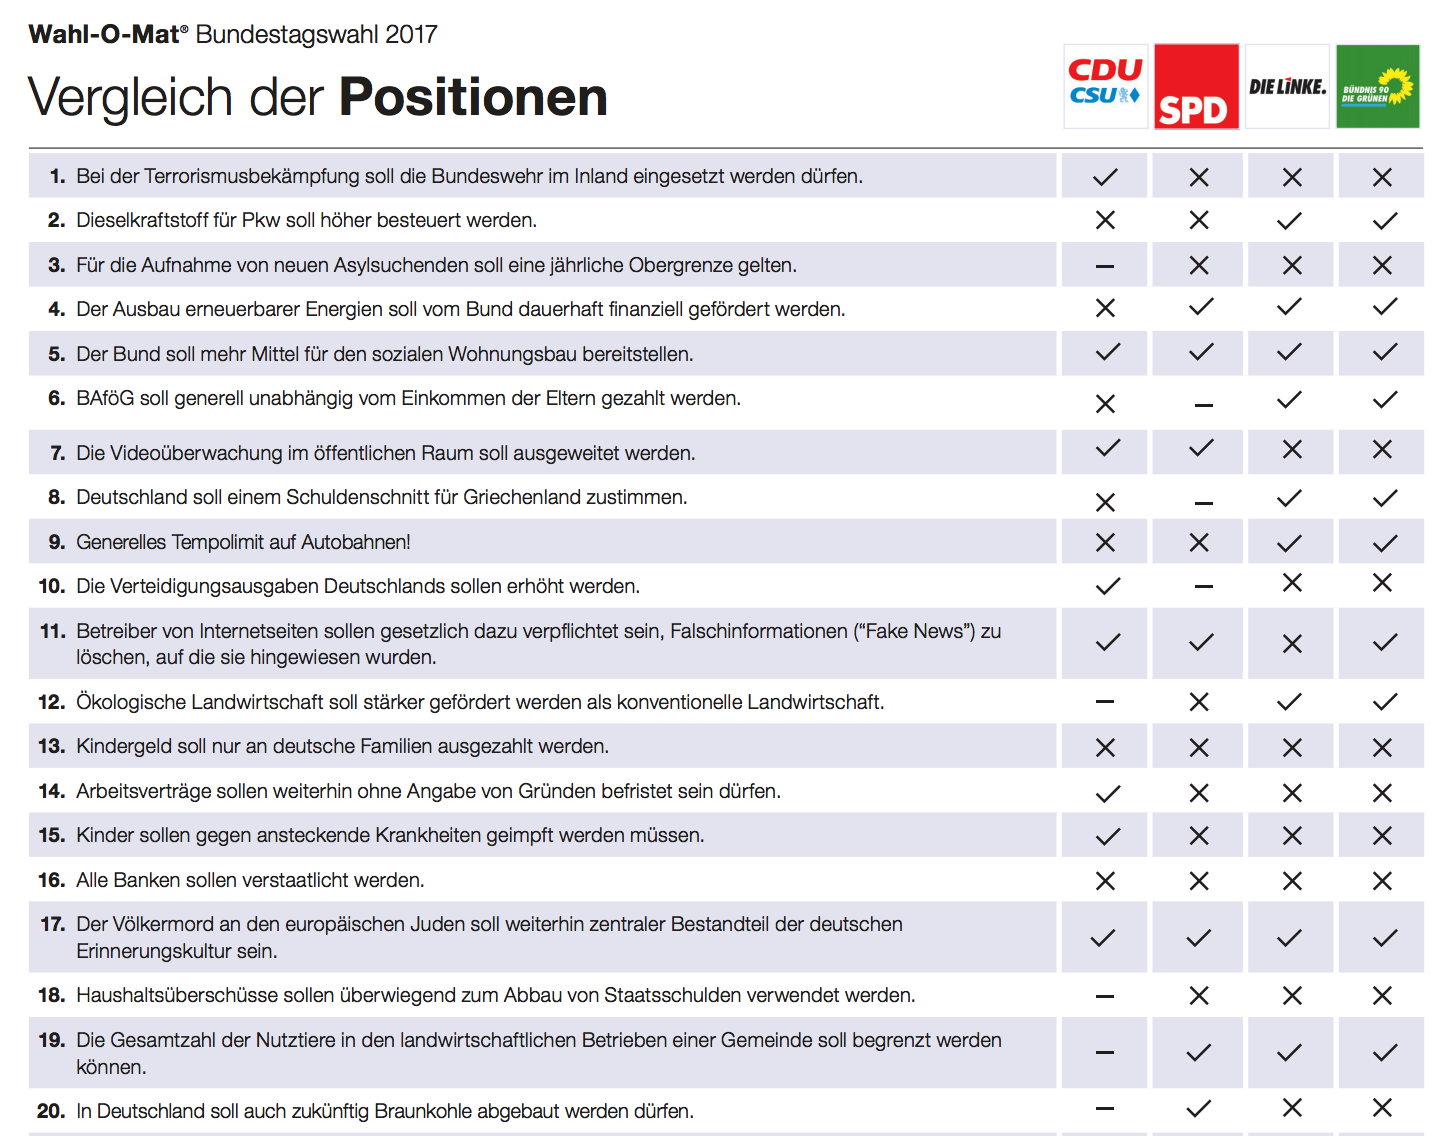 Wahl-O-Mat® Bundestagswahl 2017
Vergleich der Positionen
CDU
CSU
SPD
DIE LINKE.
BÜNDNIS 90
DIE GRÜNEN
1. Bei der Terrorismusbekämpfung soll die Bundeswehr im Inland eingesetzt werden dürfen.
2. Dieselkraftstoff für Pkw soll höher besteuert werden.
3. Für die Aufnahme von neuen Asylsuchenden soll eine jährliche Obergrenze gelten.
4. Der Ausbau erneuerbarer Energien soll vom Bund dauerhaft finanziell gefördert werden.
5. Der Bund soll mehr Mittel für den sozialen Wohnungsbau bereitstellen.
6. BAföG soll generell unabhängig vom Einkommen der Eltern gezahlt werden.
7. Die Videoüberwachung im öffentlichen Raum soll ausgeweitet werden.
8. Deutschland soll einem Schuldenschnitt für Griechenland zustimmen.
9. Generelles Tempolimit auf Autobahnen!
10. Die Verteidigungsausgaben Deutschlands sollen erhöht werden.
11. Betreiber von Internetseiten sollen gesetzlich dazu verpflichtet sein, Falschinformationen (“Fake News”) zu
löschen, auf die sie hingewiesen wurden.
12. Ökologische Landwirtschaft soll stärker gefördert werden als konventionelle Landwirtschaft.
13. Kindergeld soll nur an deutsche Familien ausgezahlt werden.
14. Arbeitsverträge sollen weiterhin ohne Angabe von Gründen befristet sein dürfen.
15. Kinder sollen gegen ansteckende Krankheiten geimpft werden müssen.
16. Alle Banken sollen verstaatlicht werden.
17. Der Völkermord an den europäischen Juden soll weiterhin zentraler Bestandteil der deutschen
Erinnerungskultur sein.
18. Haushaltsüberschüsse sollen überwiegend zum Abbau von Staatsschulden verwendet werden.
19. Die Gesamtzahl der Nutztiere in den landwirtschaftlichen Betrieben einer Gemeinde soll begrenzt werden
können.
20. In Deutschland soll auch zukünftig Braunkohle abgebaut werden dürfen.